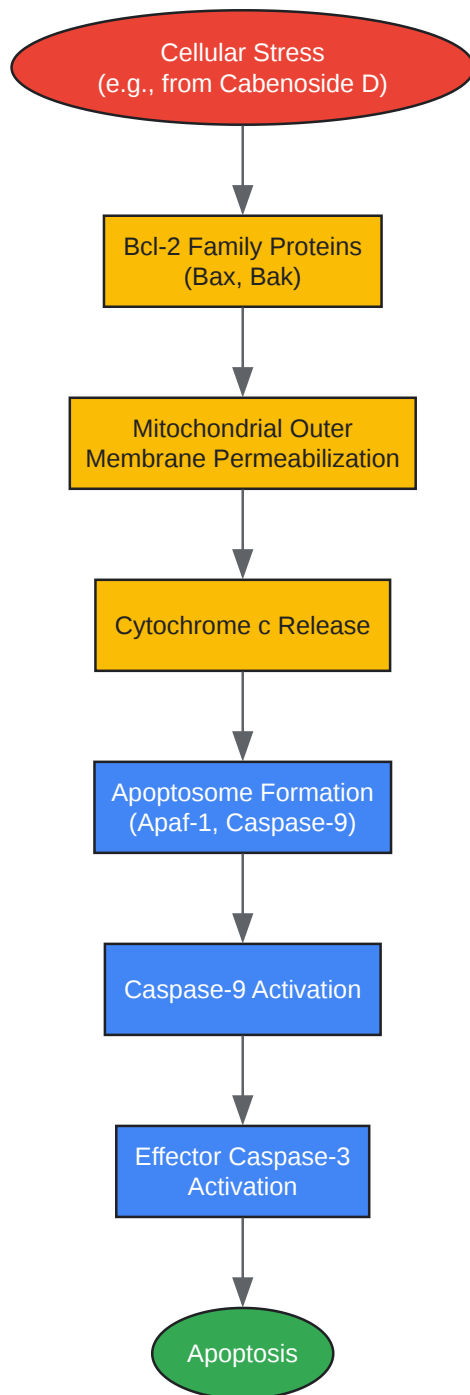 Cellular Stress
(e.g., from Cabenoside D)
Bcl-2 Family Proteins
(Bax, Bak)
Mitochondrial Outer
Membrane Permeabilization
Cytochrome c Release
Apoptosome Formation
(Apaf-1, Caspase-9)
Caspase-9 Activation
Effector Caspase-3
Activation
Apoptosis